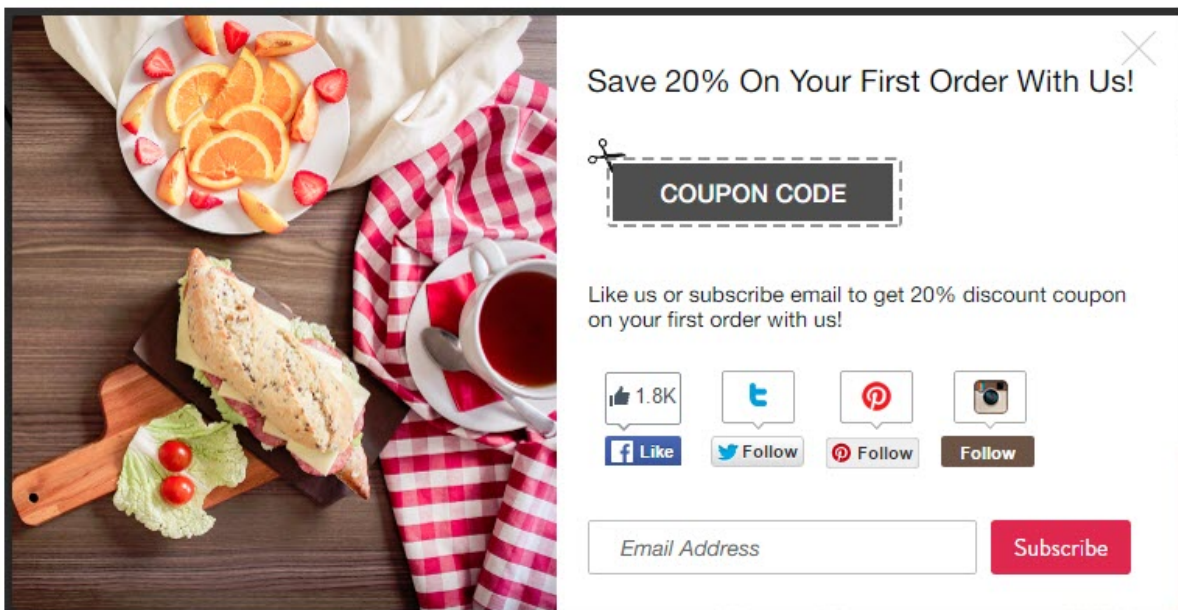 Save 20% On Your First Order With Us!
COUPON CODE
Like us or subscribe email to get 20% discount coupon
on your first order with us!
1.8K
Like
Follow
Follow
Follow
Email Address
Subscribe